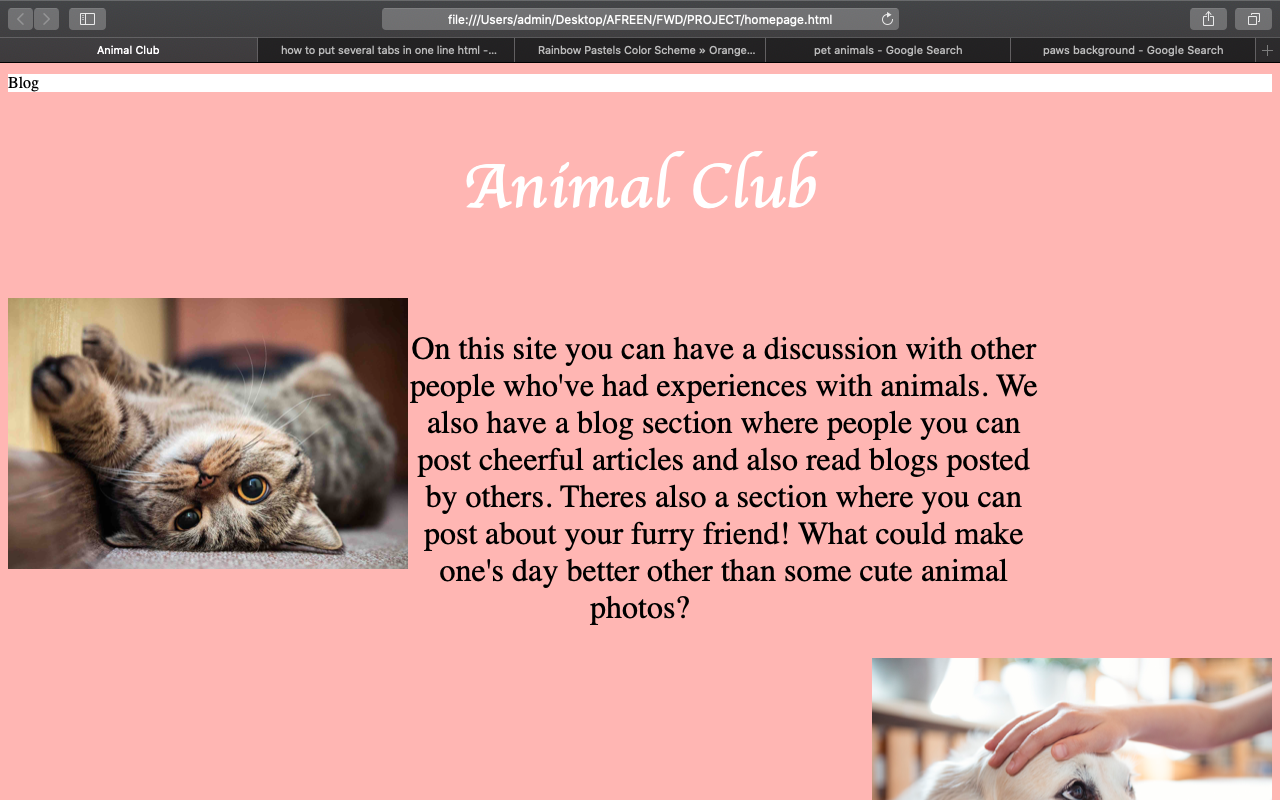 file:///Users/admin/Desktop/AFREEN/FWD/PROJECT/homepage.html
Animal Club
how to put several tabs in one line html -...
Rainbow Pastels Color Scheme » Orange...
pet animals - Google Search
paws background - Google Search
Blog
Animal Club
On this site you can have a discussion with other
people who've had experiences with animals. We
also have a blog section where people you can
post cheerful articles and also read blogs posted
by others. Theres also a section where you can
post about your furry friend! What could make
one's day better other than some cute animal
photos?